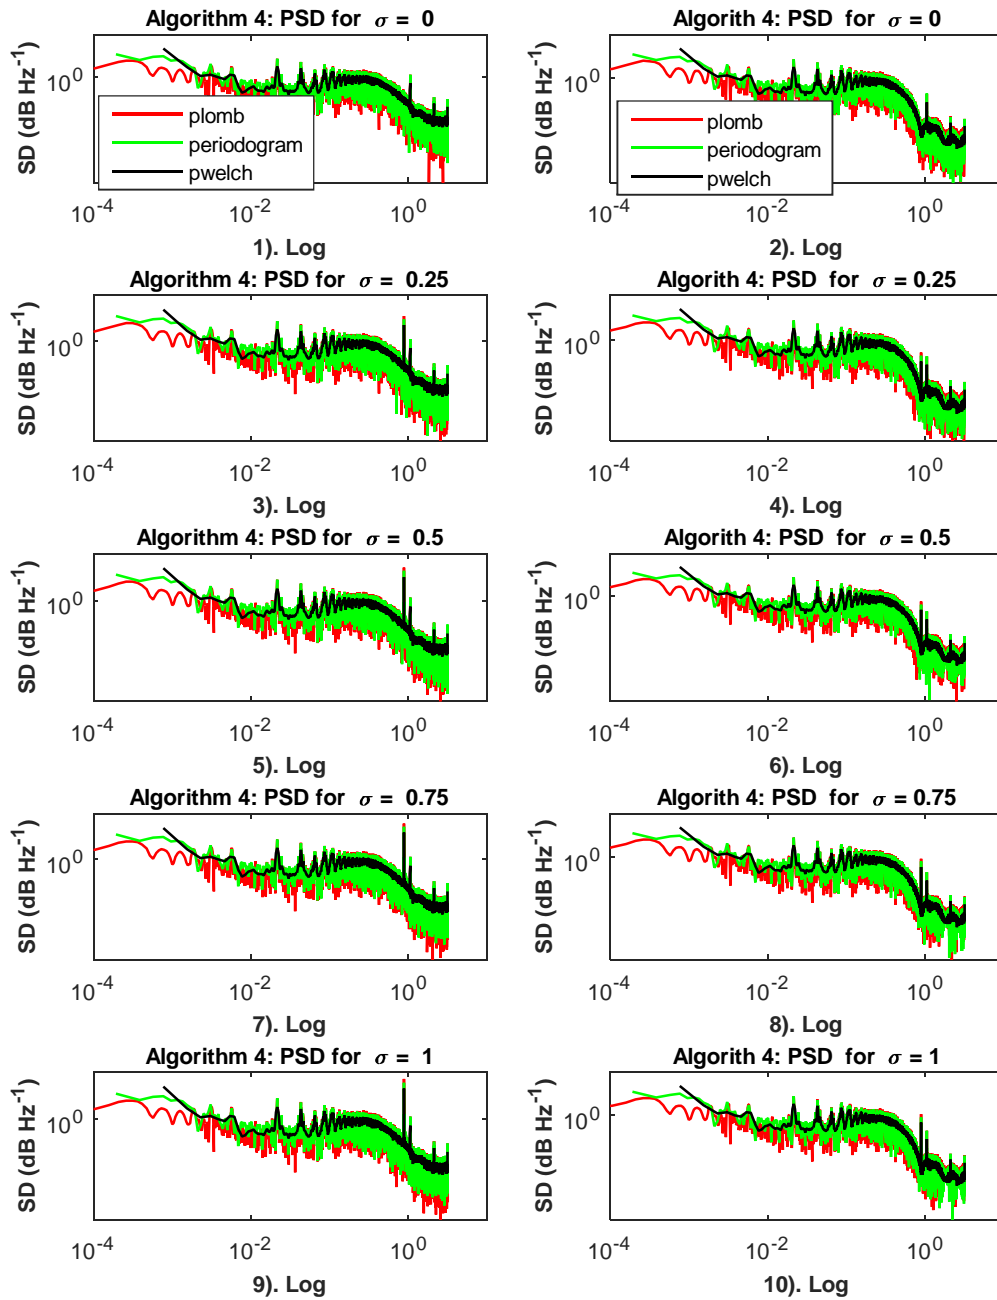 Algorithm 4: PSD for σ = 0
SD (dB Hz-1)
10^0
plomb
periodogram
pwelch
10^-4 10^-2 10^0
1). Log
Algorith 4: PSD for σ = 0
SD (dB Hz-1)
10^0
plomb
periodogram
pwelch
10^-4 10^-2 10^0
2). Log
Algorithm 4: PSD for σ = 0.25
SD (dB Hz-1)
10^0
10^-4 10^-2 10^0
3). Log
Algorith 4: PSD for σ = 0.25
SD (dB Hz-1)
10^0
10^-4 10^-2 10^0
4). Log
Algorithm 4: PSD for σ = 0.5
SD (dB Hz-1)
10^0
10^-4 10^-2 10^0
5). Log
Algorith 4: PSD for σ = 0.5
SD (dB Hz-1)
10^0
10^-4 10^-2 10^0
6). Log
Algorithm 4: PSD for σ = 0.75
SD (dB Hz-1)
10^0
10^-4 10^-2 10^0
7). Log
Algorith 4: PSD for σ = 0.75
SD (dB Hz-1)
10^0
10^-4 10^-2 10^0
8). Log
Algorithm 4: PSD for σ = 1
SD (dB Hz-1)
10^0
10^-4 10^-2 10^0
9). Log
Algorith 4: PSD for σ = 1
SD (dB Hz-1)
10^0
10^-4 10^-2 10^0
10). Log